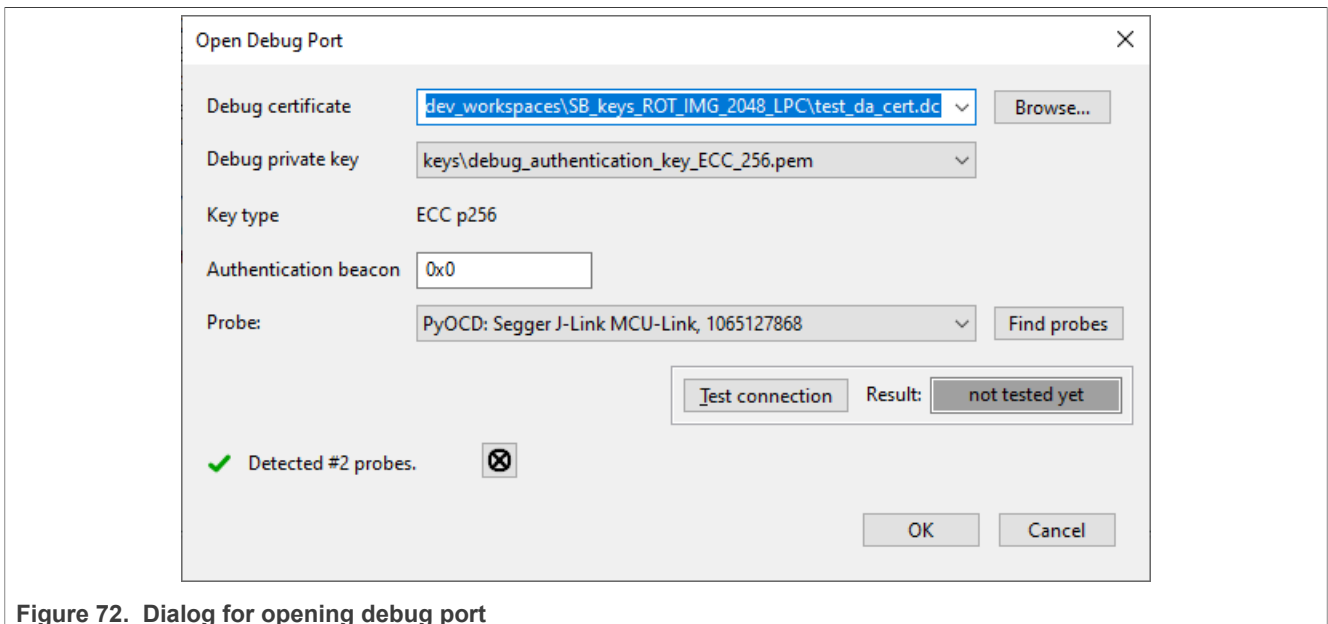 Open Debug Port
Debug certificate dev_workspaces\SB_keys_ROT_IMG_2048_LPC\test_da_cert.dc Browse...
Debug private key keys\debug_authentication_key_ECC_256.pem
Key type ECC p256
Authentication beacon 0x0
Probe: PyOCD: Segger J-Link MCU-Link, 1065127868 Find probes
Test connection Result: not tested yet
Detected #2 probes.
OK Cancel
Figure 72. Dialog for opening debug port